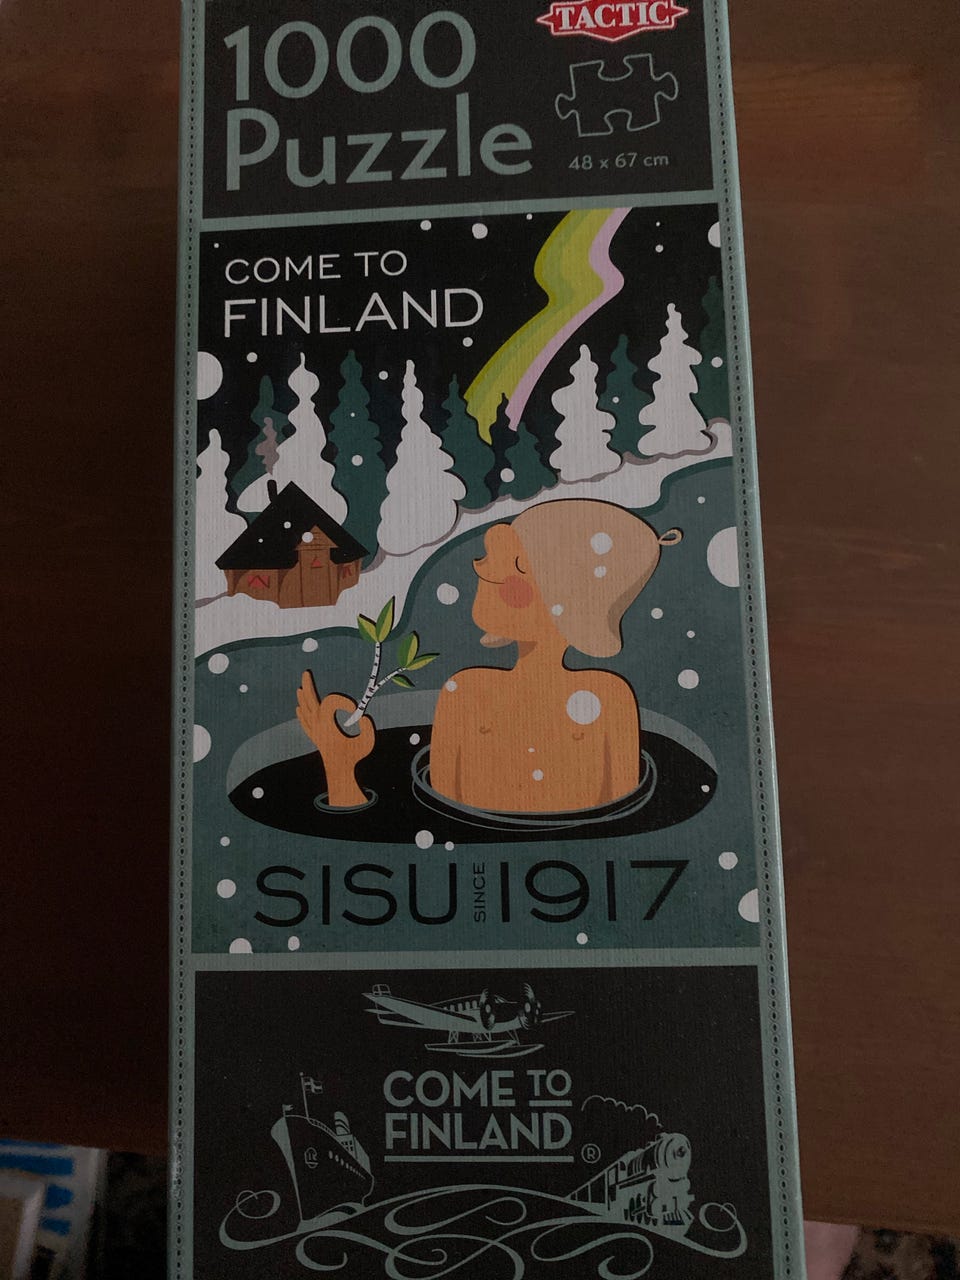 TACTIC
1000
Puzzle
48 x 67 cm
COME TO
FINLAND
SISU SINCE 1917
COME TO
FINLAND ®